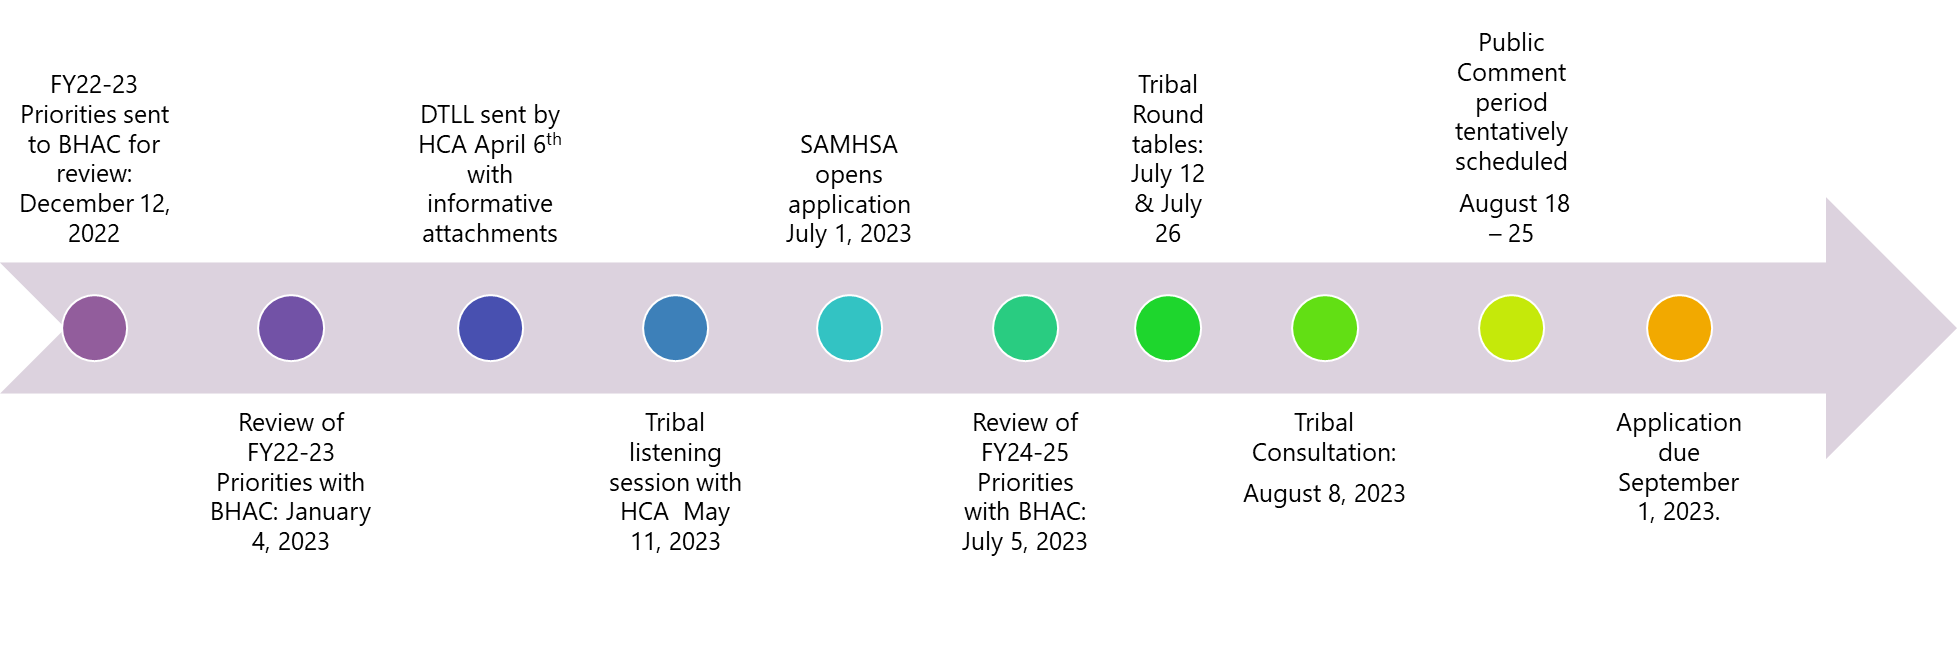 FY22-23
Priorities sent
to BHAC for
review:
December 12,
2022
Review of
FY22-23
Priorities with
BHAC: January
4, 2023
DTLL sent by
HCA April 6th
with
informative
attachments
Tribal
listening
session with
HCA  May
11, 2023
SAMHSA
opens
application
July 1, 2023
Review of
FY24-25
Priorities
with BHAC:
July 5, 2023
Tribal
Round
tables:
July 12
& July
26
Tribal
Consultation:
August 8, 2023
Public
Comment
period
tentatively
scheduled
August 18
– 25
Application
due
September
1, 2023.